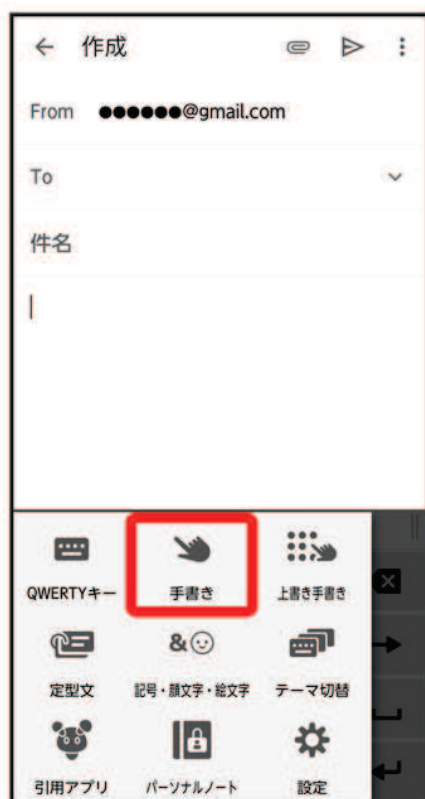 作成
From ●●●●●●@gmail.com
To
件名
QWERTYキー 手書き 上書き手書き
定型文 記号・顔文字・絵文字 テーマ切替
引用アプリ パーソナルノート 設定